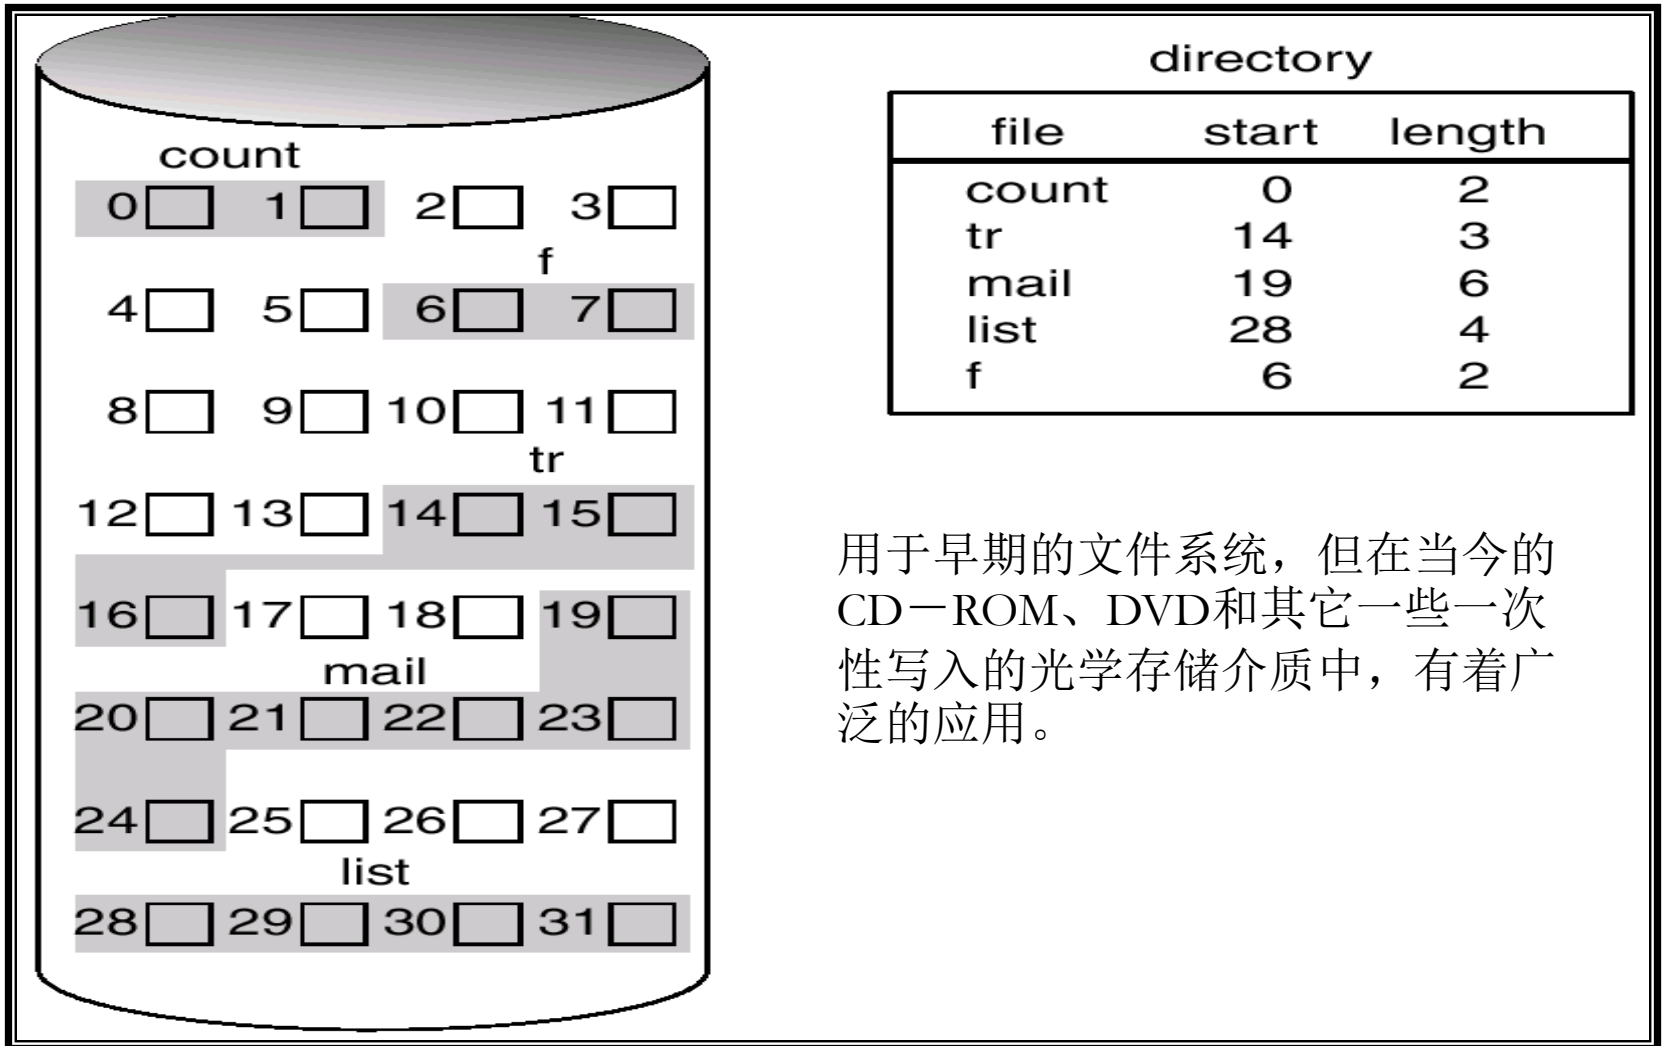 count
0 1 2 3
f
4 5 6 7
8 9 10 11
tr
12 13 14 15
16 17 18 19
mail
20 21 22 23
24 25 26 27
list
28 29 30 31
directory
file start length
count 0 2
tr 14 3
mail 19 6
list 28 4
f 6 2
用于早期的文件系统，但在当今的
CD－ROM、DVD和其它一些一次
性写入的光学存储介质中，有着广
泛的应用。